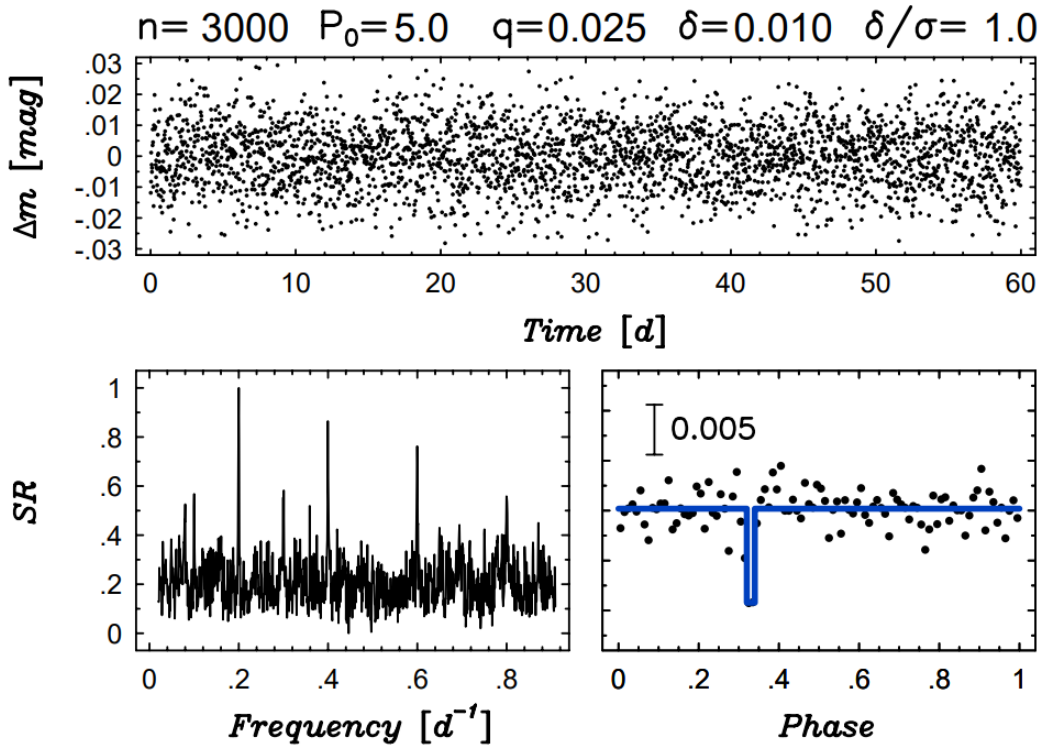 n= 3000 P₀=5.0 q=0.025 δ=0.010 δ/σ= 1.0
.03
.02
.01
0
-.01
-.02
-.03
Δm [mag]
0 10 20 30 40 50 60
Time [d]
1
.8
.6
.4
.2
0
SR
0 .2 .4 .6 .8
Frequency [d⁻¹]
0.005
0 .2 .4 .6 .8 1
Phase